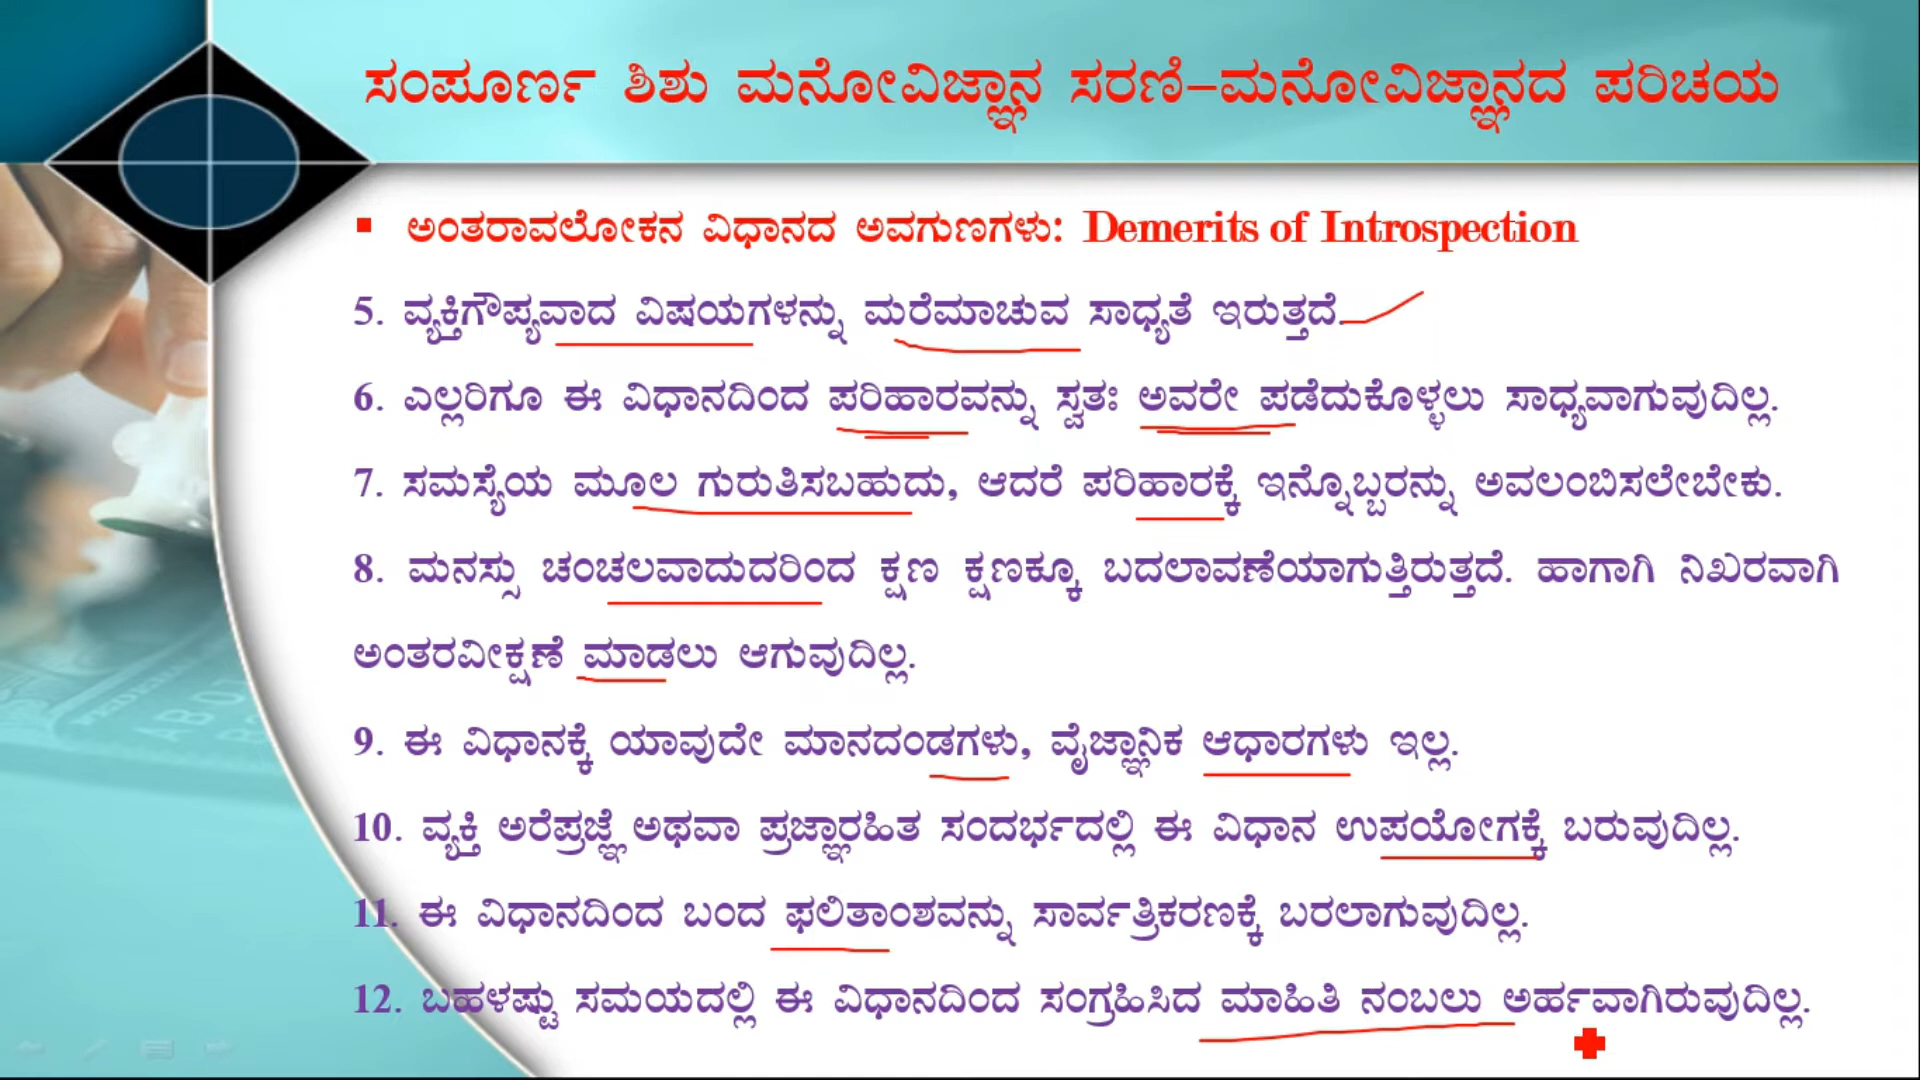 ಸಂಪೂರ್ಣ ಶಿಶು ಮನೋವಿಜ್ಞಾನ ಸರಣಿ–ಮನೋವಿಜ್ಞಾನದ ಪರಿಚಯ
▪ ಅಂತರಾವಲೋಕನ ವಿಧಾನದ ಅವಗುಣಗಳು: Demerits of Introspection
5. ವ್ಯಕ್ತಿಗೌಪ್ಯವಾದ ವಿಷಯಗಳನ್ನು ಮರೆಮಾಚುವ ಸಾಧ್ಯತೆ ಇರುತ್ತದೆ.
6. ಎಲ್ಲರಿಗೂ ಈ ವಿಧಾನದಿಂದ ಪರಿಹಾರವನ್ನು ಸ್ವತಃ ಅವರೇ ಪಡೆದುಕೊಳ್ಳಲು ಸಾಧ್ಯವಾಗುವುದಿಲ್ಲ.
7. ಸಮಸ್ಯೆಯ ಮೂಲ ಗುರುತಿಸಬಹುದು, ಆದರೆ ಪರಿಹಾರಕ್ಕೆ ಇನ್ನೊಬ್ಬರನ್ನು ಅವಲಂಬಿಸಲೇಬೇಕು.
8. ಮನಸ್ಸು ಚಂಚಲವಾದುದರಿಂದ ಕ್ಷಣ ಕ್ಷಣಕ್ಕೂ ಬದಲಾವಣೆಯಾಗುತ್ತಿರುತ್ತದೆ. ಹಾಗಾಗಿ ನಿಖರವಾಗಿ
ಅಂತರವೀಕ್ಷಣೆ ಮಾಡಲು ಆಗುವುದಿಲ್ಲ.
9. ಈ ವಿಧಾನಕ್ಕೆ ಯಾವುದೇ ಮಾನದಂಡಗಳು, ವೈಜ್ಞಾನಿಕ ಆಧಾರಗಳು ಇಲ್ಲ.
10. ವ್ಯಕ್ತಿ ಅರೆಪ್ರಜ್ಞೆ ಅಥವಾ ಪ್ರಜ್ಞಾರಹಿತ ಸಂದರ್ಭದಲ್ಲಿ ಈ ವಿಧಾನ ಉಪಯೋಗಕ್ಕೆ ಬರುವುದಿಲ್ಲ.
11. ಈ ವಿಧಾನದಿಂದ ಬಂದ ಫಲಿತಾಂಶವನ್ನು ಸಾರ್ವತ್ರಿಕರಣಕ್ಕೆ ಬರಲಾಗುವುದಿಲ್ಲ.
12. ಬಹಳಷ್ಟು ಸಮಯದಲ್ಲಿ ಈ ವಿಧಾನದಿಂದ ಸಂಗ್ರಹಿಸಿದ ಮಾಹಿತಿ ನಂಬಲು ಅರ್ಹವಾಗಿರುವುದಿಲ್ಲ.